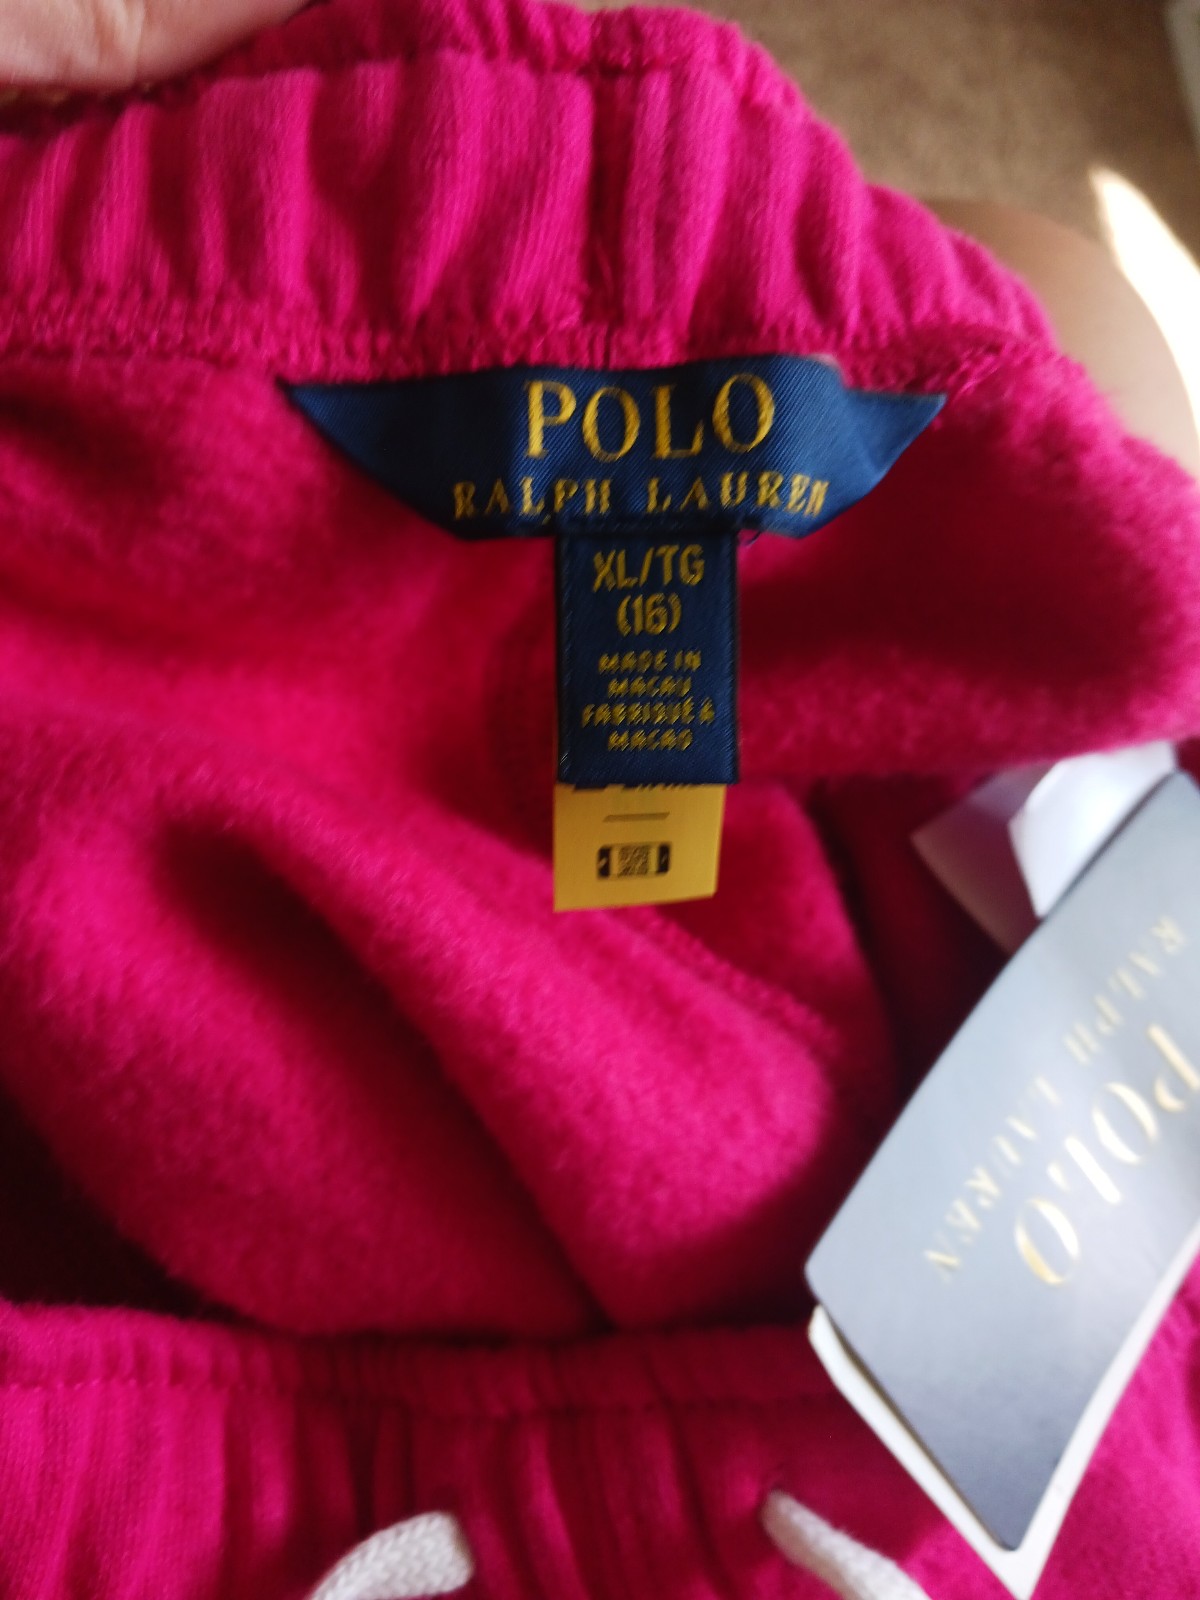 POLO
RALPH LAUREN
XL/TG
(16)
MADE IN
MACAU
FABRIQUÉ À
MACAO
POLO
RALPH LAUREN